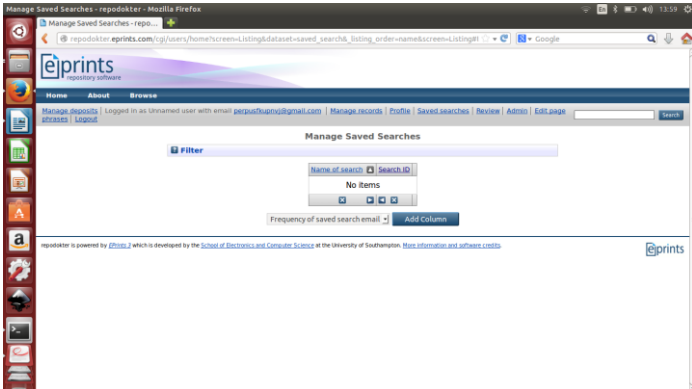 Manage Saved Searches - repodokter - Mozilla Firefox
13:59
Manage Saved Searches - repo...
repodokter.eprints.com/cgi/users/home?screen=Listing&dataset=saved_search&_listing_order=name&screen=Listing#t
Google
eprints
repository software
Home About Browse
Manage deposits | Logged in as Unnamed user with email perpusfkupnvj@gmail.com | Manage records | Profile | Saved searches | Review | Admin | Edit page
phrases | Logout
Search
Manage Saved Searches
Filter
Name of search Search ID
No items
Frequency of saved search email Add Column
repodokter is powered by EPrints 3 which is developed by the School of Electronics and Computer Science at the University of Southampton. More information and software credits.
eprints